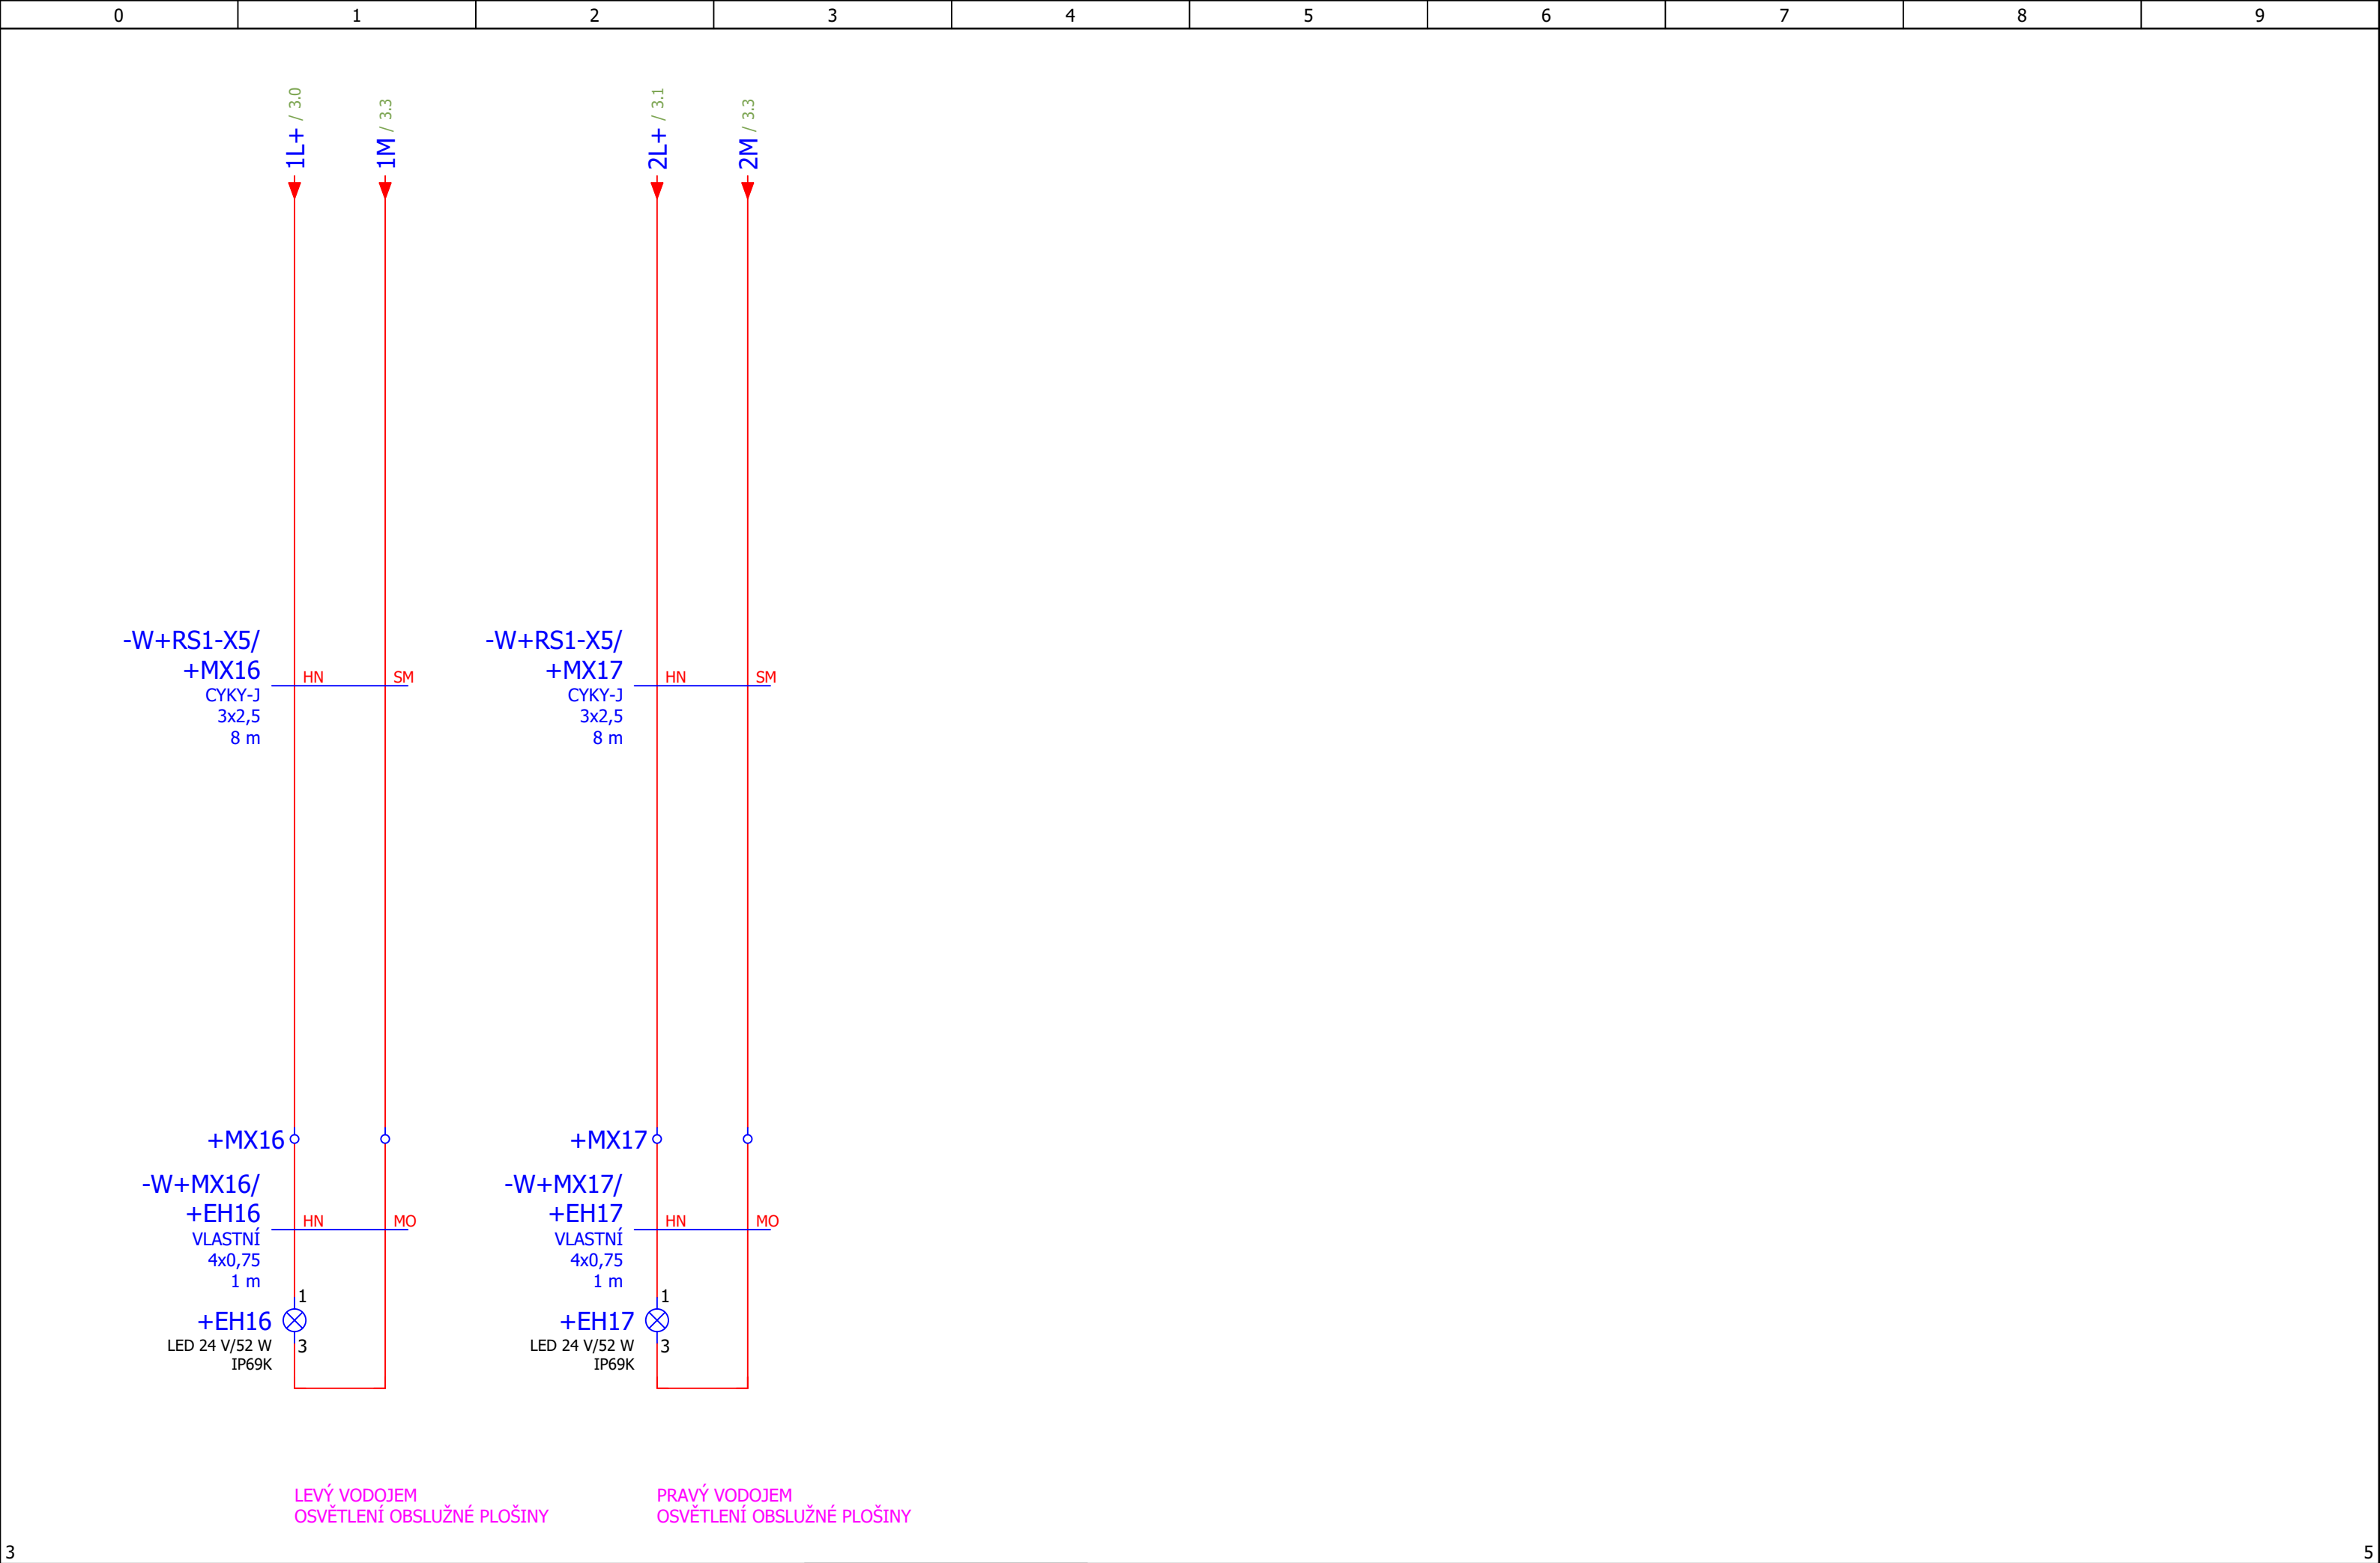 0 1 2 3 4 5 6 7 8 9
1L+ / 3.0
1M / 3.3
2L+ / 3.1
2M / 3.3
-W+RS1-X5/
+MX16
CYKY-J
3x2,5
8 m
HN
SM
-W+RS1-X5/
+MX17
CYKY-J
3x2,5
8 m
HN
SM
+MX16
-W+MX16/
+EH16
VLASTNÍ
4x0,75
1 m
HN
MO
1
+EH16
LED 24 V/52 W
IP69K
3
+MX17
-W+MX17/
+EH17
VLASTNÍ
4x0,75
1 m
HN
MO
1
+EH17
LED 24 V/52 W
IP69K
3
LEVÝ VODOJEM
OSVĚTLENÍ OBSLUŽNÉ PLOŠINY
PRAVÝ VODOJEM
OSVĚTLENÍ OBSLUŽNÉ PLOŠINY
3
5